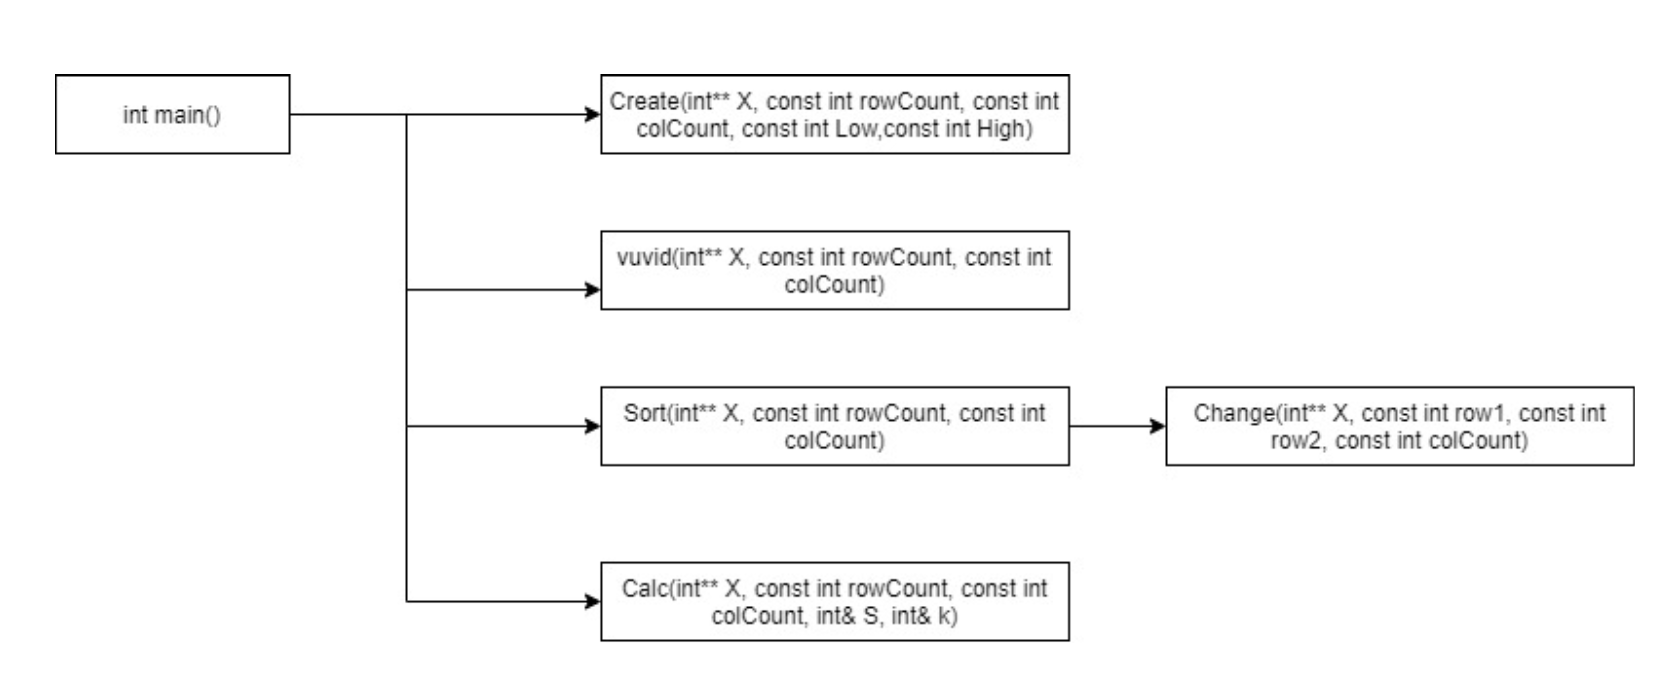 int main()
Create(int** X, const int rowCount, const int
colCount, const int Low,const int High)
vuvid(int** X, const int rowCount, const int
colCount)
Sort(int** X, const int rowCount, const int
colCount)
Change(int** X, const int row1, const int
row2, const int colCount)
Calc(int** X, const int rowCount, const int
colCount, int& S, int& k)